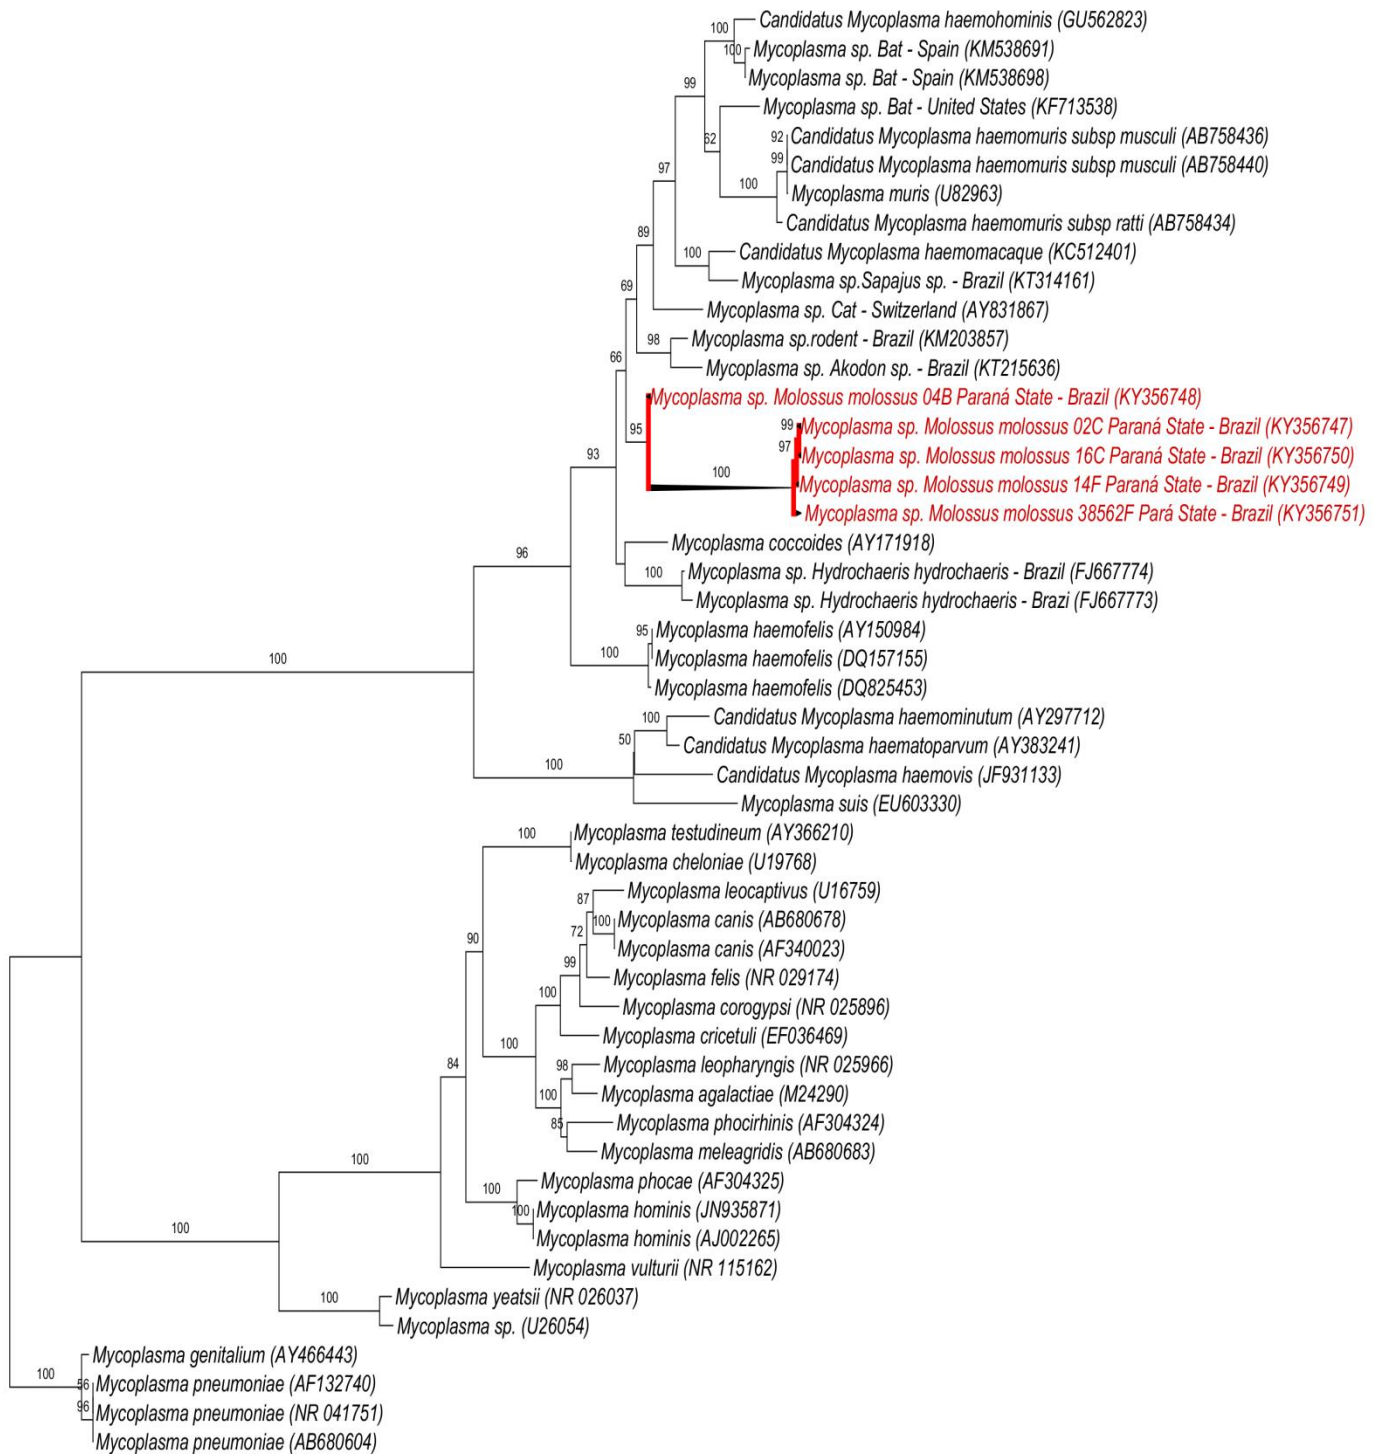 Candidatus Mycoplasma haemohominis (GU562823)
100
Mycoplasma sp. Bat - Spain (KM538691)
100
Mycoplasma sp. Bat - Spain (KM538698)
99
Mycoplasma sp. Bat - United States (KF713538)
62
92
Candidatus Mycoplasma haemomuris subsp musculi (AB758436)
99
Candidatus Mycoplasma haemomuris subsp musculi (AB758440)
97
100
Mycoplasma muris (U82963)
Candidatus Mycoplasma haemomuris subsp ratti (AB758434)
89
100
Candidatus Mycoplasma haemomacaque (KC512401)
Mycoplasma sp.Sapajus sp. - Brazil (KT314161)
69
Mycoplasma sp. Cat - Switzerland (AY831867)
98
Mycoplasma sp.rodent - Brazil (KM203857)
66
Mycoplasma sp. Akodon sp. - Brazil (KT215636)
Mycoplasma sp. Molossus molossus 04B Paraná State - Brazil (KY356748)
95
99
Mycoplasma sp. Molossus molossus 02C Paraná State - Brazil (KY356747)
97
93
Mycoplasma sp. Molossus molossus 16C Paraná State - Brazil (KY356750)
100
Mycoplasma sp. Molossus molossus 14F Paraná State - Brazil (KY356749)
Mycoplasma sp. Molossus molossus 38562F Pará State - Brazil (KY356751)
96
Mycoplasma coccoides (AY171918)
100
Mycoplasma sp. Hydrochaeris hydrochaeris - Brazil (FJ667774)
Mycoplasma sp. Hydrochaeris hydrochaeris - Brazi (FJ667773)
95
Mycoplasma haemofelis (AY150984)
100
100
Mycoplasma haemofelis (DQ157155)
Mycoplasma haemofelis (DQ825453)
100
Candidatus Mycoplasma haemominutum (AY297712)
50
Candidatus Mycoplasma haematoparvum (AY383241)
100
Candidatus Mycoplasma haemovis (JF931133)
Mycoplasma suis (EU603330)
100
Mycoplasma testudineum (AY366210)
Mycoplasma cheloniae (U19768)
87
Mycoplasma leocaptivus (U16759)
100
Mycoplasma canis (AB680678)
90
72
Mycoplasma canis (AF340023)
99
Mycoplasma felis (NR 029174)
100
Mycoplasma corogypsi (NR 025896)
100
Mycoplasma cricetuli (EF036469)
84
98
Mycoplasma leopharyngis (NR 025966)
100
Mycoplasma agalactiae (M24290)
85
Mycoplasma phocirhinis (AF304324)
Mycoplasma meleagridis (AB680683)
100
100
Mycoplasma phocae (AF304325)
100
Mycoplasma hominis (JN935871)
100
Mycoplasma hominis (AJ002265)
Mycoplasma vulturii (NR 115162)
100
Mycoplasma yeatsii (NR 026037)
Mycoplasma sp. (U26054)
Mycoplasma genitalium (AY466443)
100
56
Mycoplasma pneumoniae (AF132740)
96
Mycoplasma pneumoniae (NR 041751)
Mycoplasma pneumoniae (AB680604)